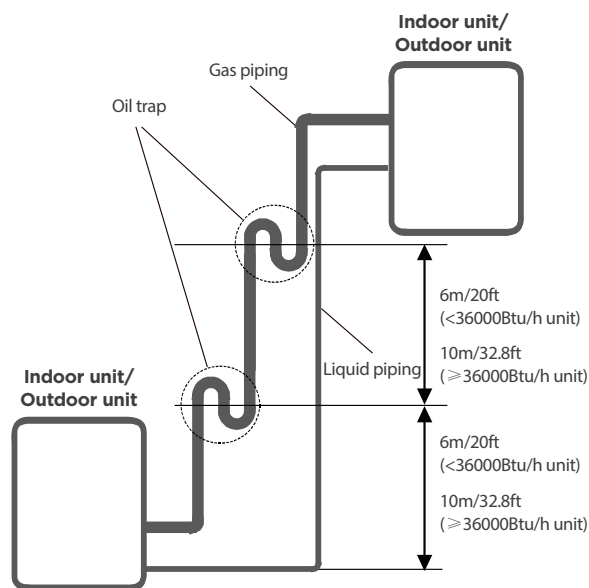 Indoor unit/
Outdoor unit
Gas piping
Oil trap
6m/20ft
(<36000Btu/h unit)
10m/32.8ft
(≥36000Btu/h unit)
Liquid piping
Indoor unit/
Outdoor unit
6m/20ft
(<36000Btu/h unit)
10m/32.8ft
(≥36000Btu/h unit)